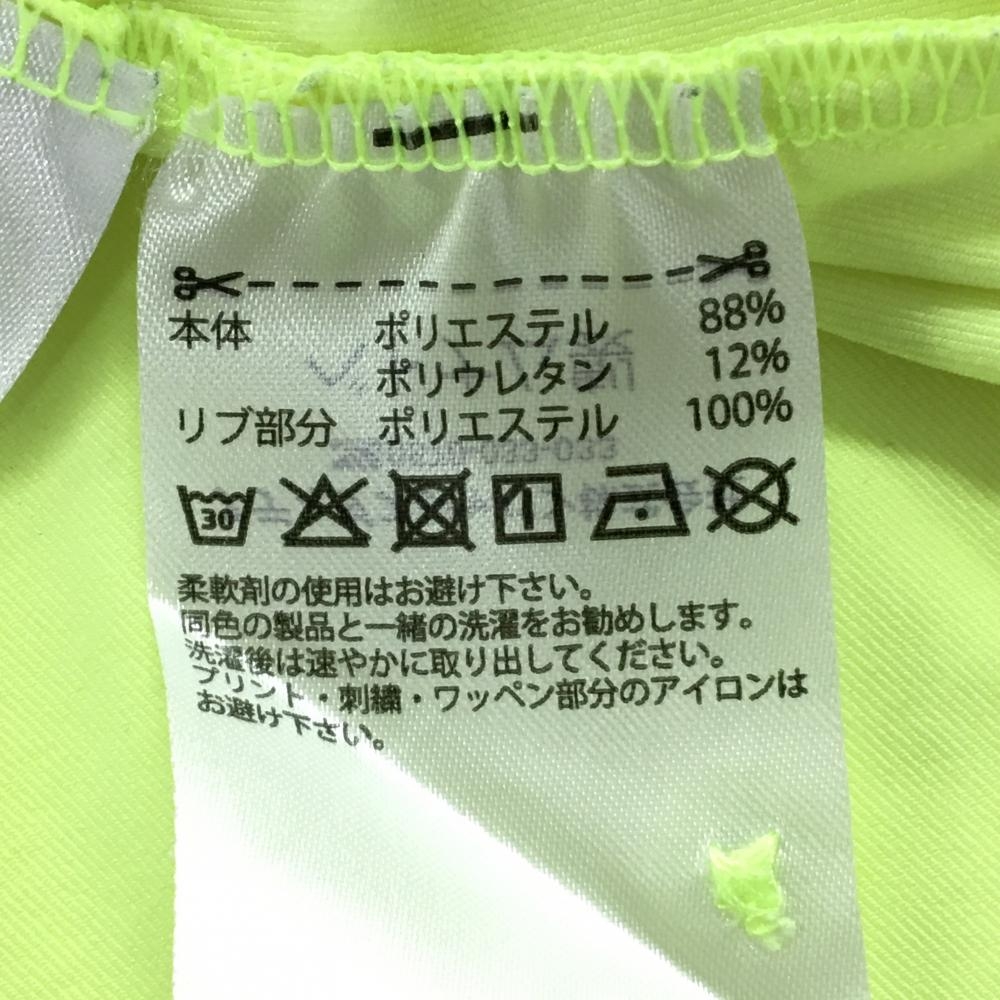 本体 ポリエステル 88%
ポリウレタン 12%
リブ部分 ポリエステル 100%
30
柔軟剤の使用はお避け下さい。
同色の製品と一緒の洗濯をお勧めします。
洗濯後は速やかに取り出してください。
プリント・刺繍・ワッペン部分のアイロンは
お避け下さい。